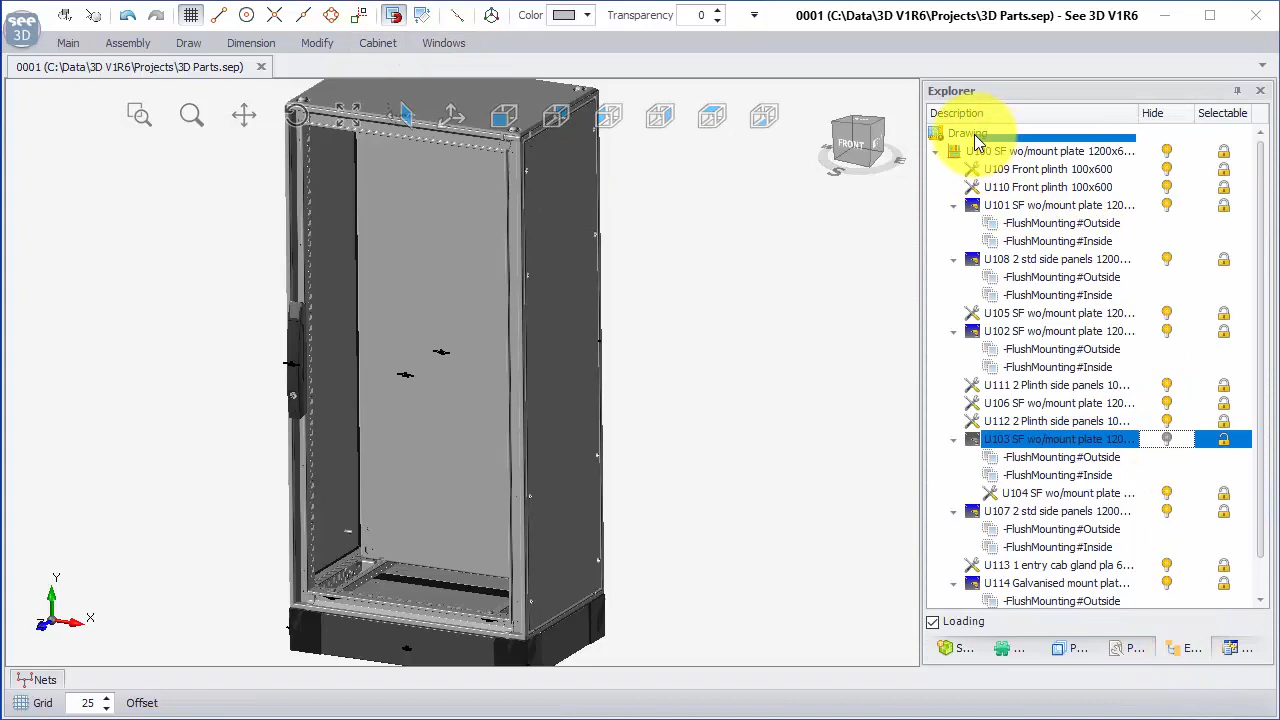 see
3D
Color
Transparency
0
0001 (C:\Data\3D V1R6\Projects\3D Parts.sep) - See 3D V1R6
Main
Assembly
Draw
Dimension
Modify
Cabinet
Windows
0001 (C:\Data\3D V1R6\Projects\3D Parts.sep)
Explorer
Description
Hide
Selectable
Drawing
U100 SF wo/mount plate 1200x6...
U109 Front plinth 100x600
U110 Front plinth 100x600
U101 SF wo/mount plate 120...
-FlushMounting#Outside
-FlushMounting#Inside
U108 2 std side panels 1200...
-FlushMounting#Outside
-FlushMounting#Inside
U105 SF wo/mount plate 120...
U102 SF wo/mount plate 120...
-FlushMounting#Outside
-FlushMounting#Inside
U111 2 Plinth side panels 10...
U106 SF wo/mount plate 120...
U112 2 Plinth side panels 10...
U103 SF wo/mount plate 120...
-FlushMounting#Outside
-FlushMounting#Inside
U104 SF wo/mount plate ...
U107 2 std side panels 1200...
-FlushMounting#Outside
-FlushMounting#Inside
U113 1 entry cab gland pla 6...
U114 Galvanised mount plat...
-FlushMounting#Outside
Loading
S...
...
P...
P...
E...
...
FRONT
S
E
Y
X
Nets
Grid
25
Offset